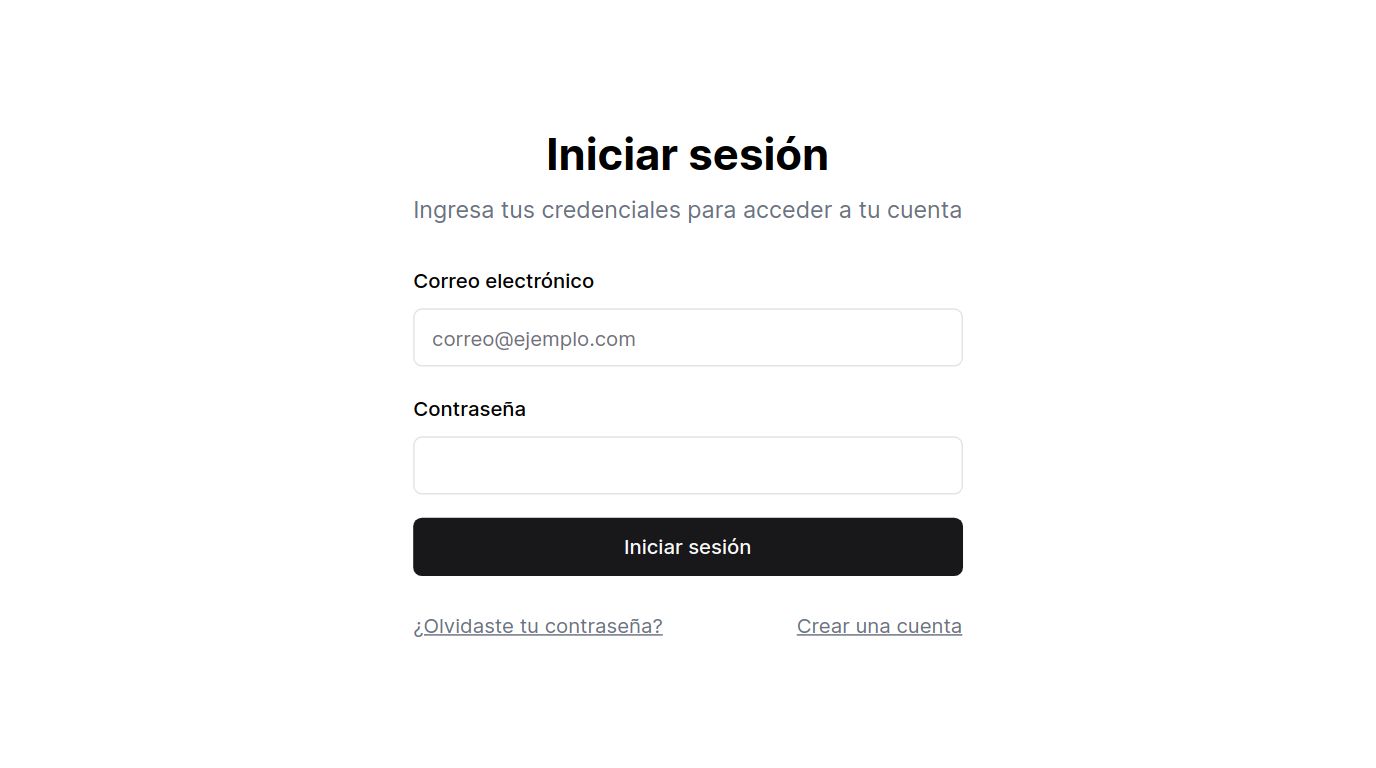 Iniciar sesión
Ingresa tus credenciales para acceder a tu cuenta
Correo electrónico
correo@ejemplo.com
Contraseña
Iniciar sesión
¿Olvidaste tu contraseña? Crear una cuenta